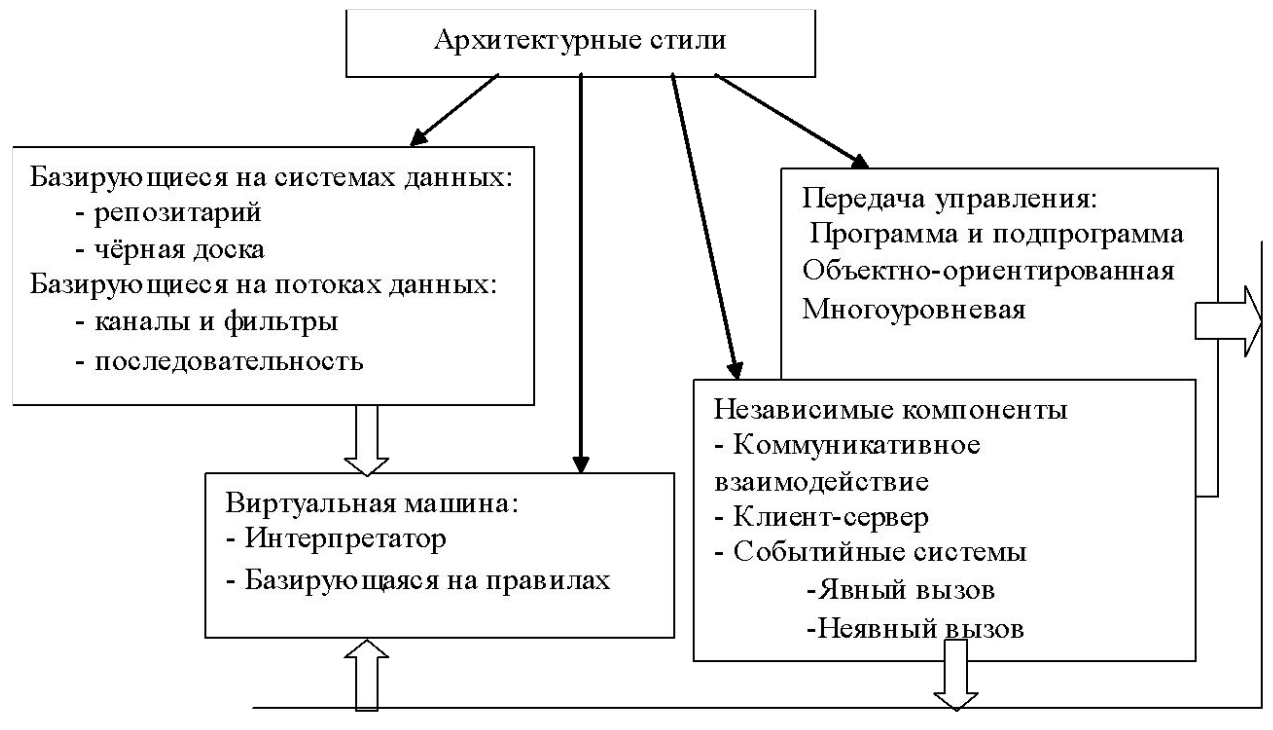 Архитектурные стили
Базирующиеся на системах данных:
- репозитарий
- чёрная доска
Базирующиеся на потоках данных:
- каналы и фильтры
- последовательность
Передача управления:
Программа и подпрограмма
Объектно-ориентированная
Многоуровневая
Независимые компоненты
- Коммуникативное
взаимодействие
- Клиент-сервер
- Событийные системы
-Явный вызов
-Неявный вызов
Виртуальная машина:
- Интерпретатор
- Базирующаяся на правилах